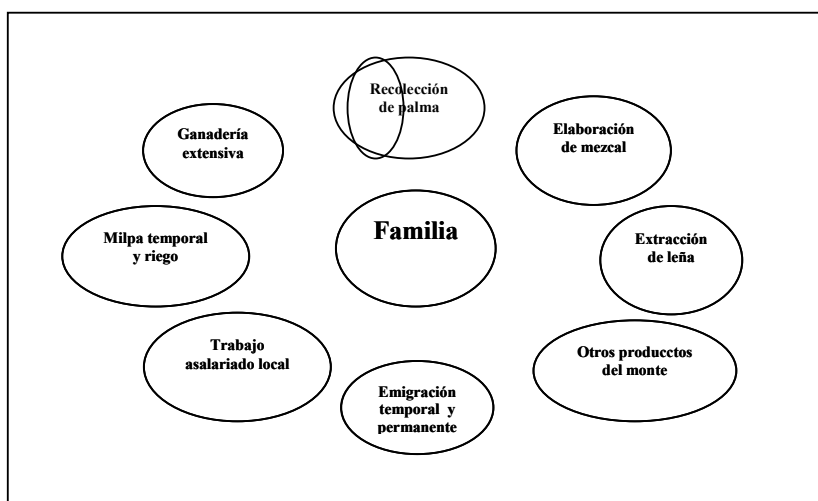 Recolección
de palma
Ganadería
extensiva
Elaboración
de mezcal
Familia
Milpa temporal
y riego
Extracción
de leña
Trabajo
asalariado local
Otros producctos
del monte
Emigración
temporal y
permanente